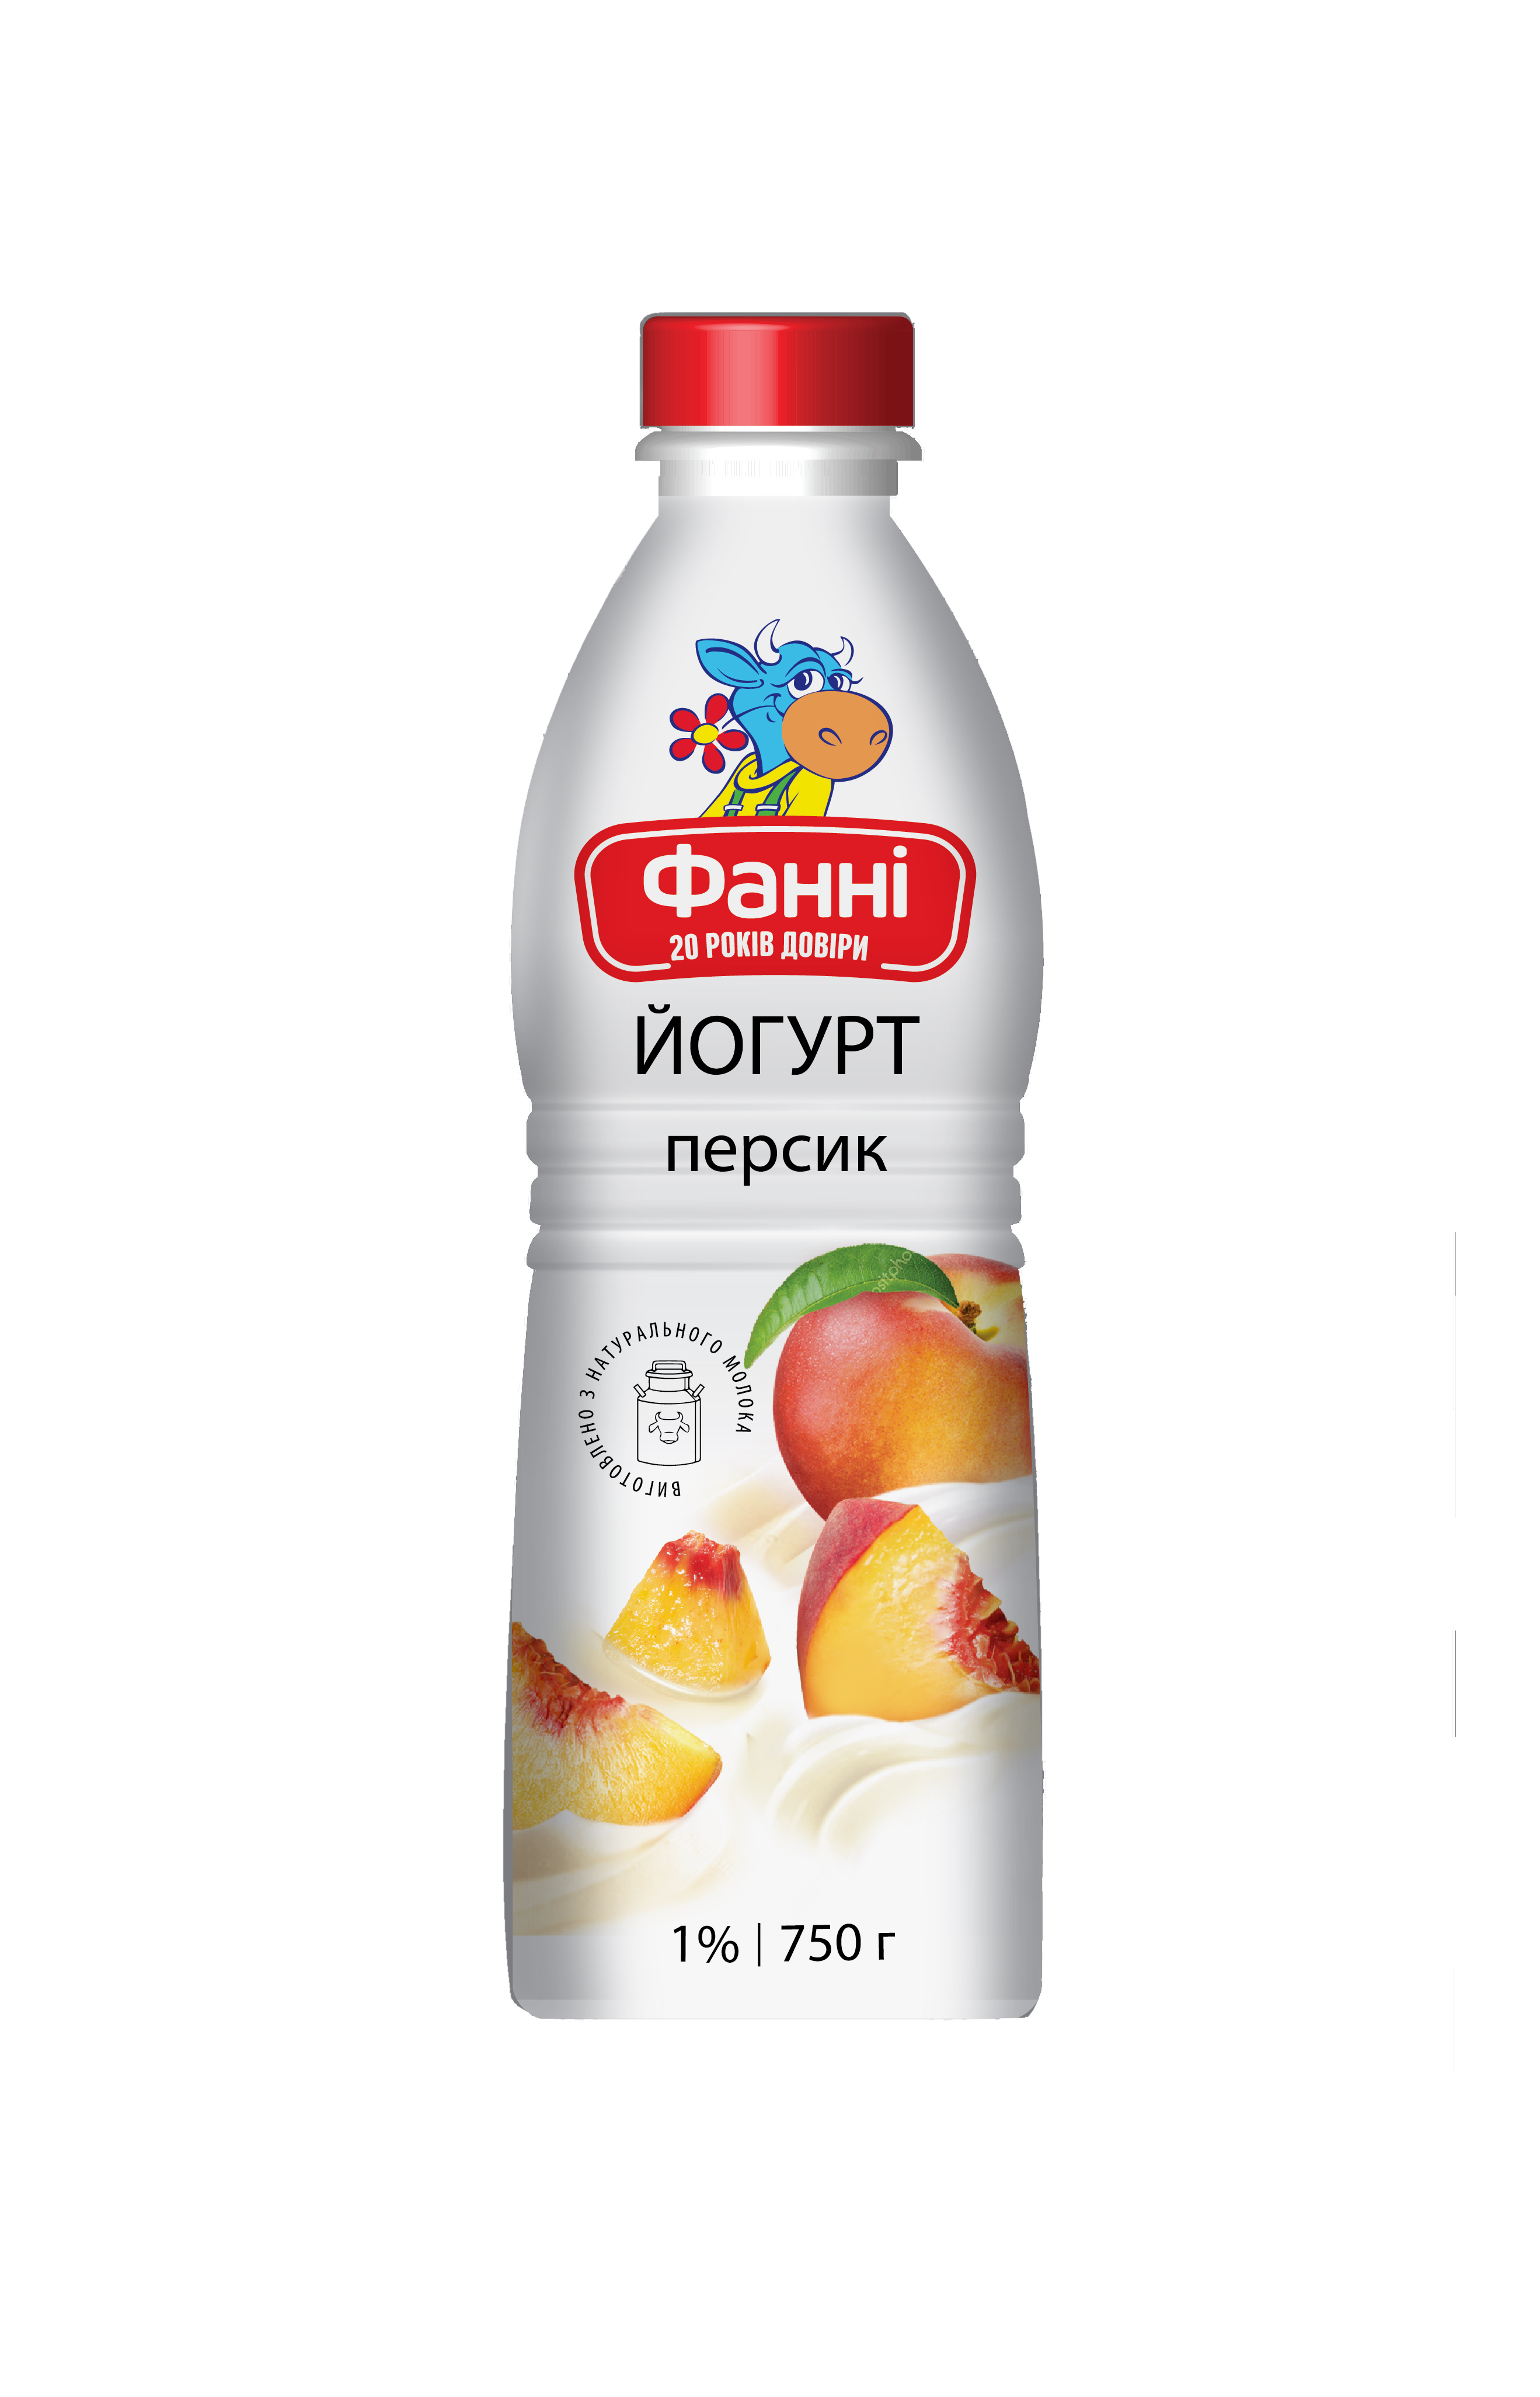 Фанні
20 РОКІВ ДОВІРИ
ЙОГУРТ
персик
ВИГОТОВЛЕНО З НАТУРАЛЬНОГО МОЛОКА
1% | 750 г